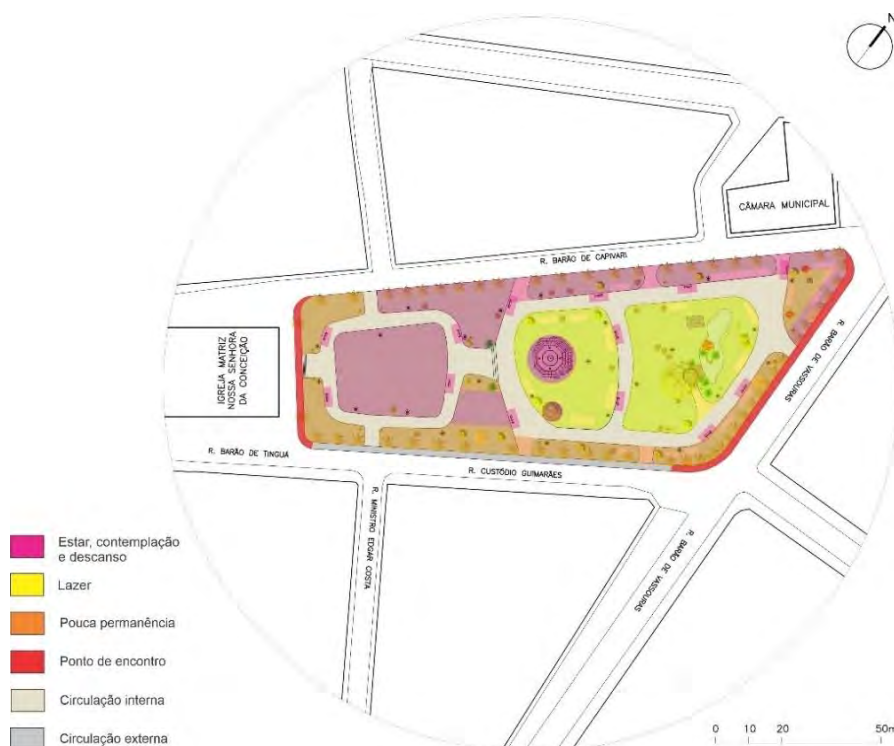 N
CÂMARA MUNICIPAL
R. BARÃO DE CAPIVARI
IGREJA MATRIZ
NOSSA SENHORA
DA CONCEIÇÃO
R. BARÃO DE VASSOURAS
R. BARÃO DE TINGUÁ
R. CUSTÓDIO GUIMARÃES
R. MINISTRO EDGAR COSTA
R. BARÃO DE VASSOURAS
Estar, contemplação
e descanso
Lazer
Pouca permanência
Ponto de encontro
Circulação interna
Circulação externa
0 10 20 50m